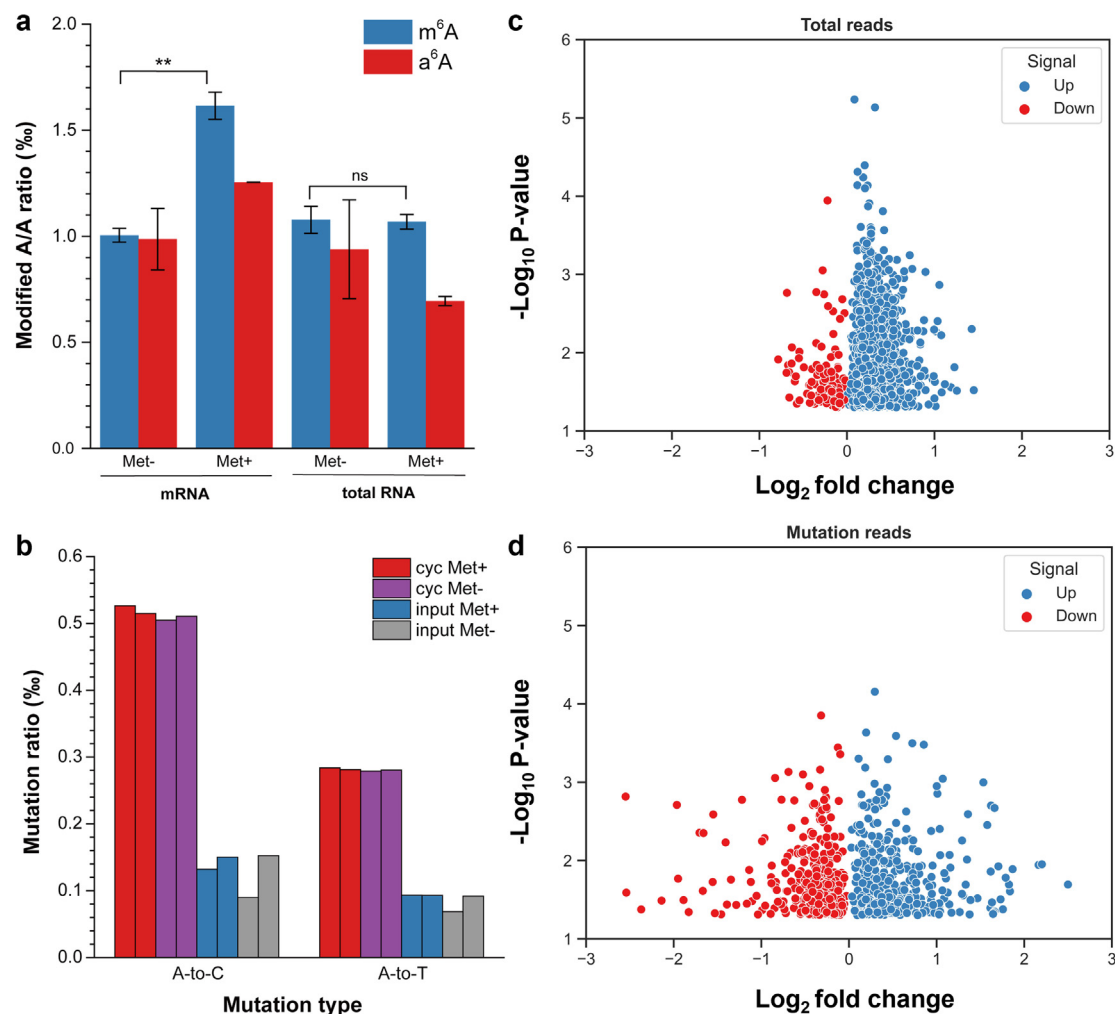 a
2.0
1.5
1.0
0.5
0.0
Modified A/A ratio (‰)
m⁶A
a⁶A
**
ns
Met- Met+ Met- Met+
mRNA total RNA
b
0.6
0.5
0.4
0.3
0.2
0.1
0.0
Mutation ratio (‰)
cyc Met+
cyc Met-
input Met+
input Met-
A-to-C A-to-T
Mutation type
c
Total reads
6
5
4
3
2
1
-Log₁₀ P-value
Signal
Up
Down
−3 −2 −1 0 1 2 3
Log₂ fold change
d
Mutation reads
6
5
4
3
2
1
-Log₁₀ P-value
Signal
Up
Down
−3 −2 −1 0 1 2 3
Log₂ fold change